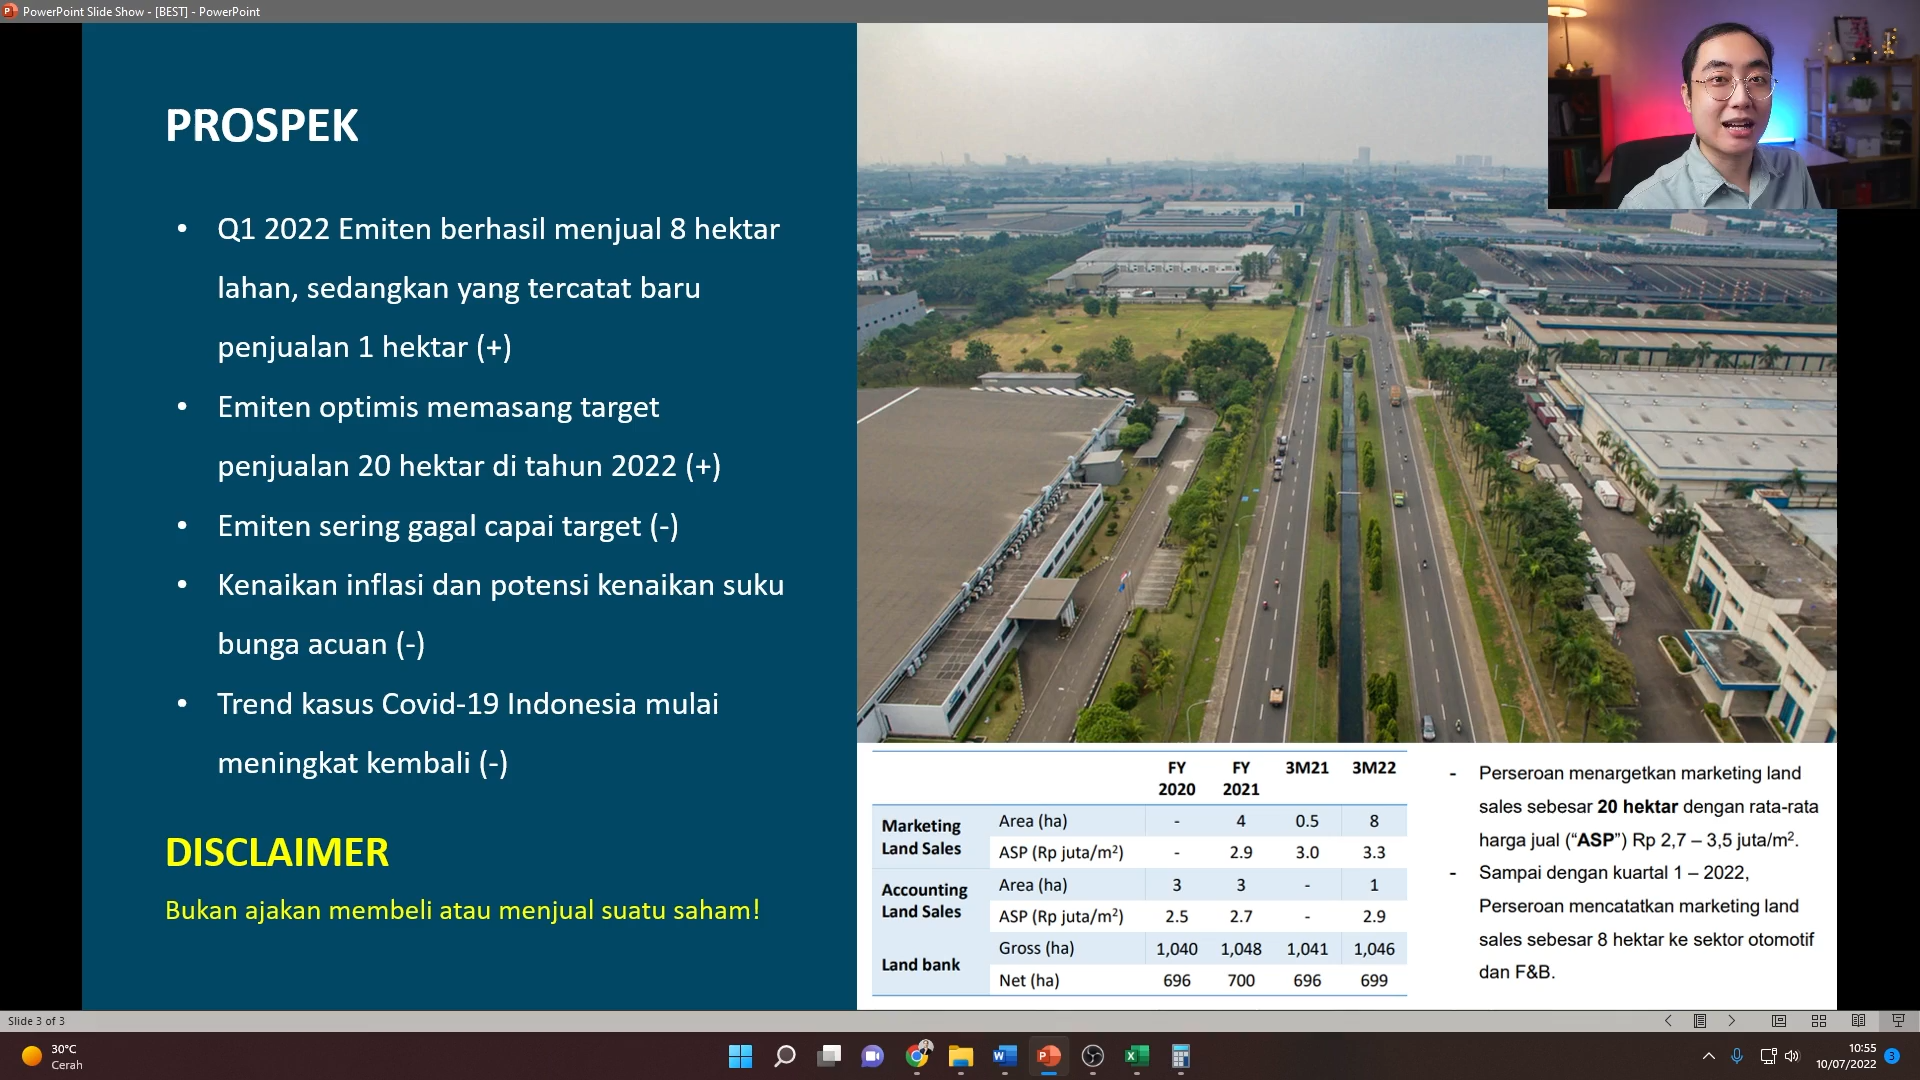 PowerPoint Slide Show - [BEST] - PowerPoint
PROSPEK
• Q1 2022 Emiten berhasil menjual 8 hektar
lahan, sedangkan yang tercatat baru
penjualan 1 hektar (+)
• Emiten optimis memasang target
penjualan 20 hektar di tahun 2022 (+)
• Emiten sering gagal capai target (-)
• Kenaikan inflasi dan potensi kenaikan suku
bunga acuan (-)
• Trend kasus Covid-19 Indonesia mulai
meningkat kembali (-)
DISCLAIMER
Bukan ajakan membeli atau menjual suatu saham!
FY 2020 FY 2021 3M21 3M22
Marketing Land Sales Area (ha) - 4 0.5 8
ASP (Rp juta/m²) - 2.9 3.0 3.3
Accounting Land Sales Area (ha) 3 3 - 1
ASP (Rp juta/m²) 2.5 2.7 - 2.9
Land bank Gross (ha) 1,040 1,048 1,041 1,046
Net (ha) 696 700 696 699
- Perseroan menargetkan marketing land
sales sebesar 20 hektar dengan rata-rata
harga jual (“ASP”) Rp 2,7 – 3,5 juta/m².
- Sampai dengan kuartal 1 – 2022,
Perseroan mencatatkan marketing land
sales sebesar 8 hektar ke sektor otomotif
dan F&B.
Slide 3 of 3
30°C
Cerah
10:55
10/07/2022
3